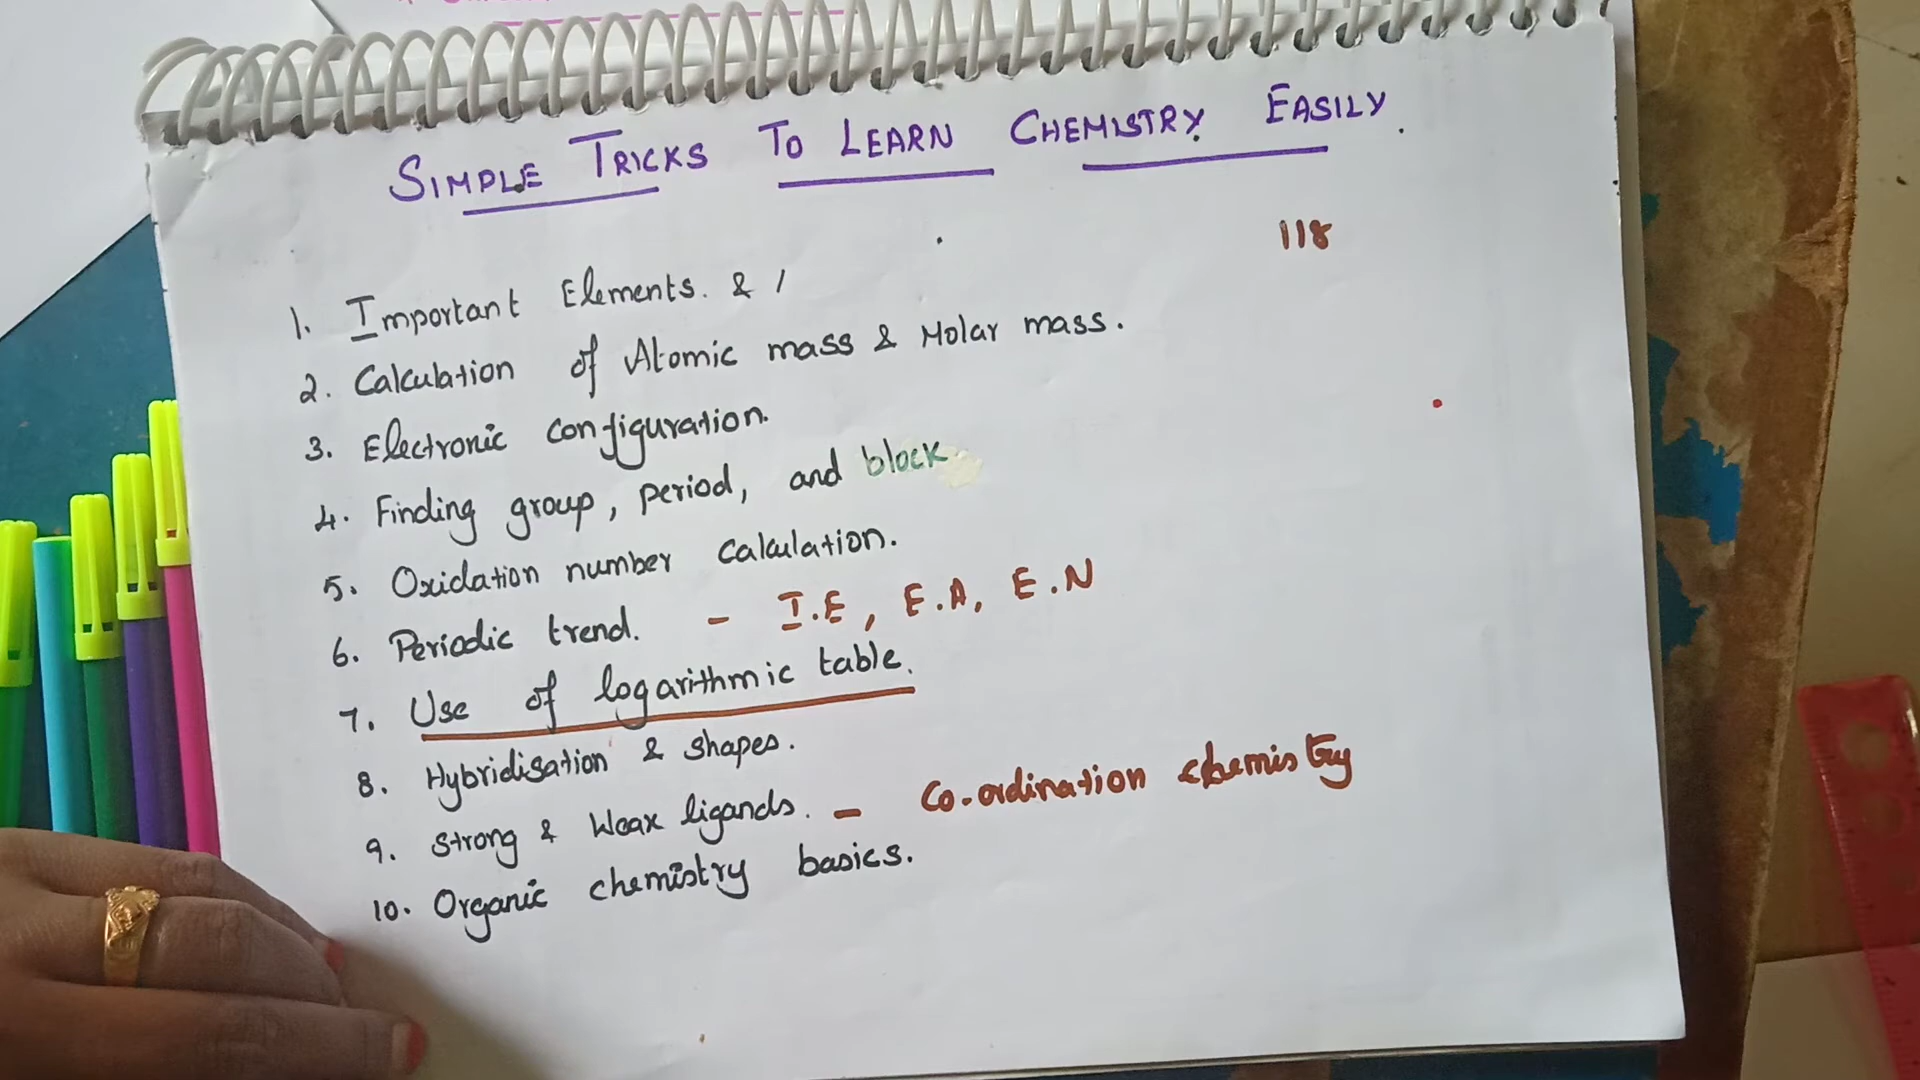 SIMPLE TRICKS TO LEARN CHEMISTRY EASILY.
118
1. Important Elements. &
2. Calculation of Atomic mass & Molar mass.
3. Electronic configuration.
4. Finding group, period, and block
5. Oxidation number calculation.
6. Periodic trend. - I.E, E.A, E.N
7. Use of logarithmic table.
8. Hybridisation & shapes.
9. Strong & Weak ligands. - Co-ordination chemistry
10. Organic chemistry basics.